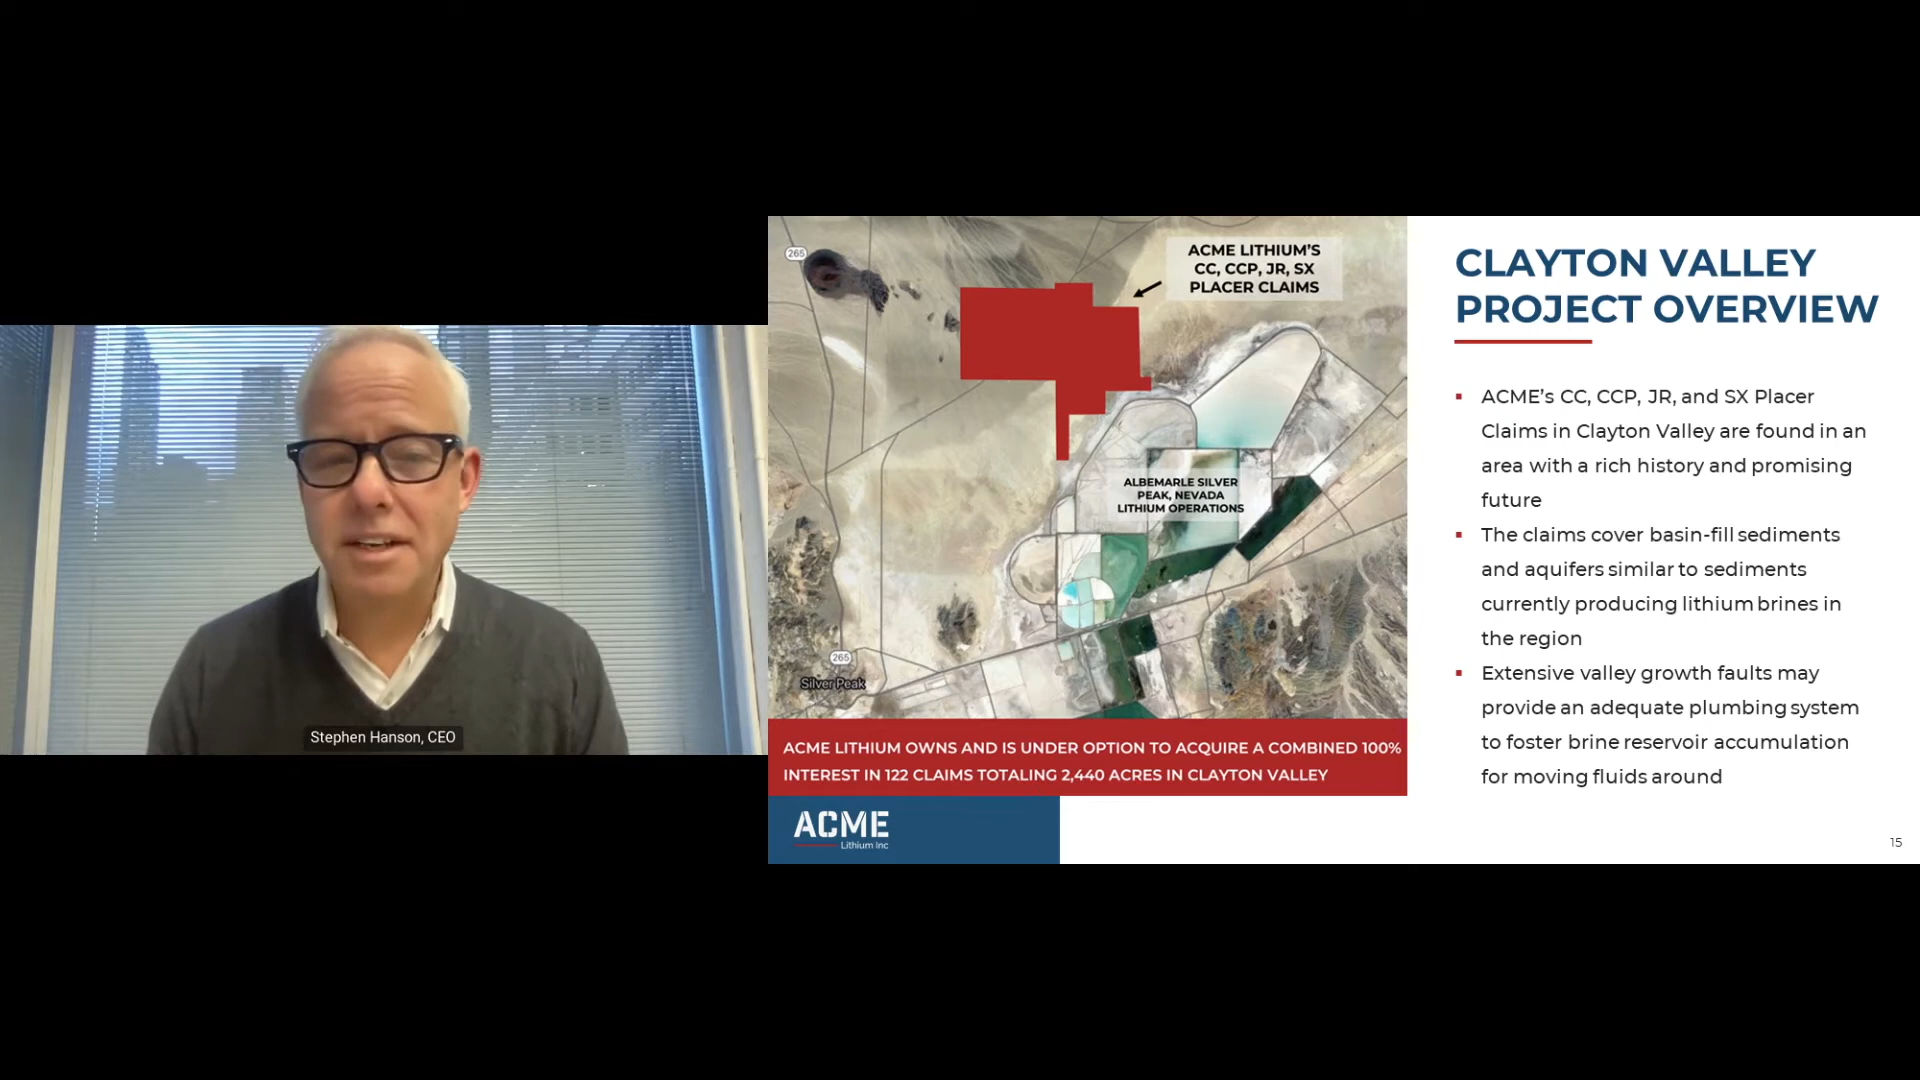 Stephen Hanson, CEO
265
ACME LITHIUM'S
CC, CCP, JR, SX
PLACER CLAIMS
ALBEMARLE SILVER
PEAK, NEVADA
LITHIUM OPERATIONS
265
Silver Peak
ACME LITHIUM OWNS AND IS UNDER OPTION TO ACQUIRE A COMBINED 100%
INTEREST IN 122 CLAIMS TOTALING 2,440 ACRES IN CLAYTON VALLEY
ACME
Lithium Inc
CLAYTON VALLEY
PROJECT OVERVIEW
▪ ACME's CC, CCP, JR, and SX Placer
Claims in Clayton Valley are found in an
area with a rich history and promising
future
▪ The claims cover basin-fill sediments
and aquifers similar to sediments
currently producing lithium brines in
the region
▪ Extensive valley growth faults may
provide an adequate plumbing system
to foster brine reservoir accumulation
for moving fluids around
15